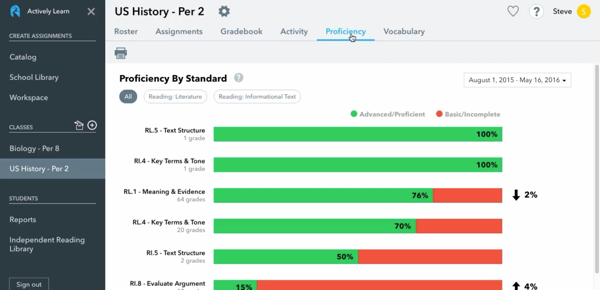 Actively Learn
US History - Per 2
Steve
S
?
CREATE ASSIGNMENTS
Catalog
School Library
Workspace
CLASSES
Biology - Per 8
US History - Per 2
STUDENTS
Reports
Independent Reading
Library
Sign out
Roster
Assignments
Gradebook
Activity
Proficiency
Vocabulary
Proficiency By Standard
?
August 1, 2015 - May 16, 2016
All
Reading: Literature
Reading: Informational Text
Advanced/Proficient
Basic/Incomplete
RL.5 - Text Structure
1 grade
100%
RI.4 - Key Terms & Tone
1 grade
100%
RL.1 - Meaning & Evidence
64 grades
76%
2%
RL.4 - Key Terms & Tone
20 grades
70%
RI.5 - Text Structure
2 grades
50%
RI.8 - Evaluate Argument
15%
4%